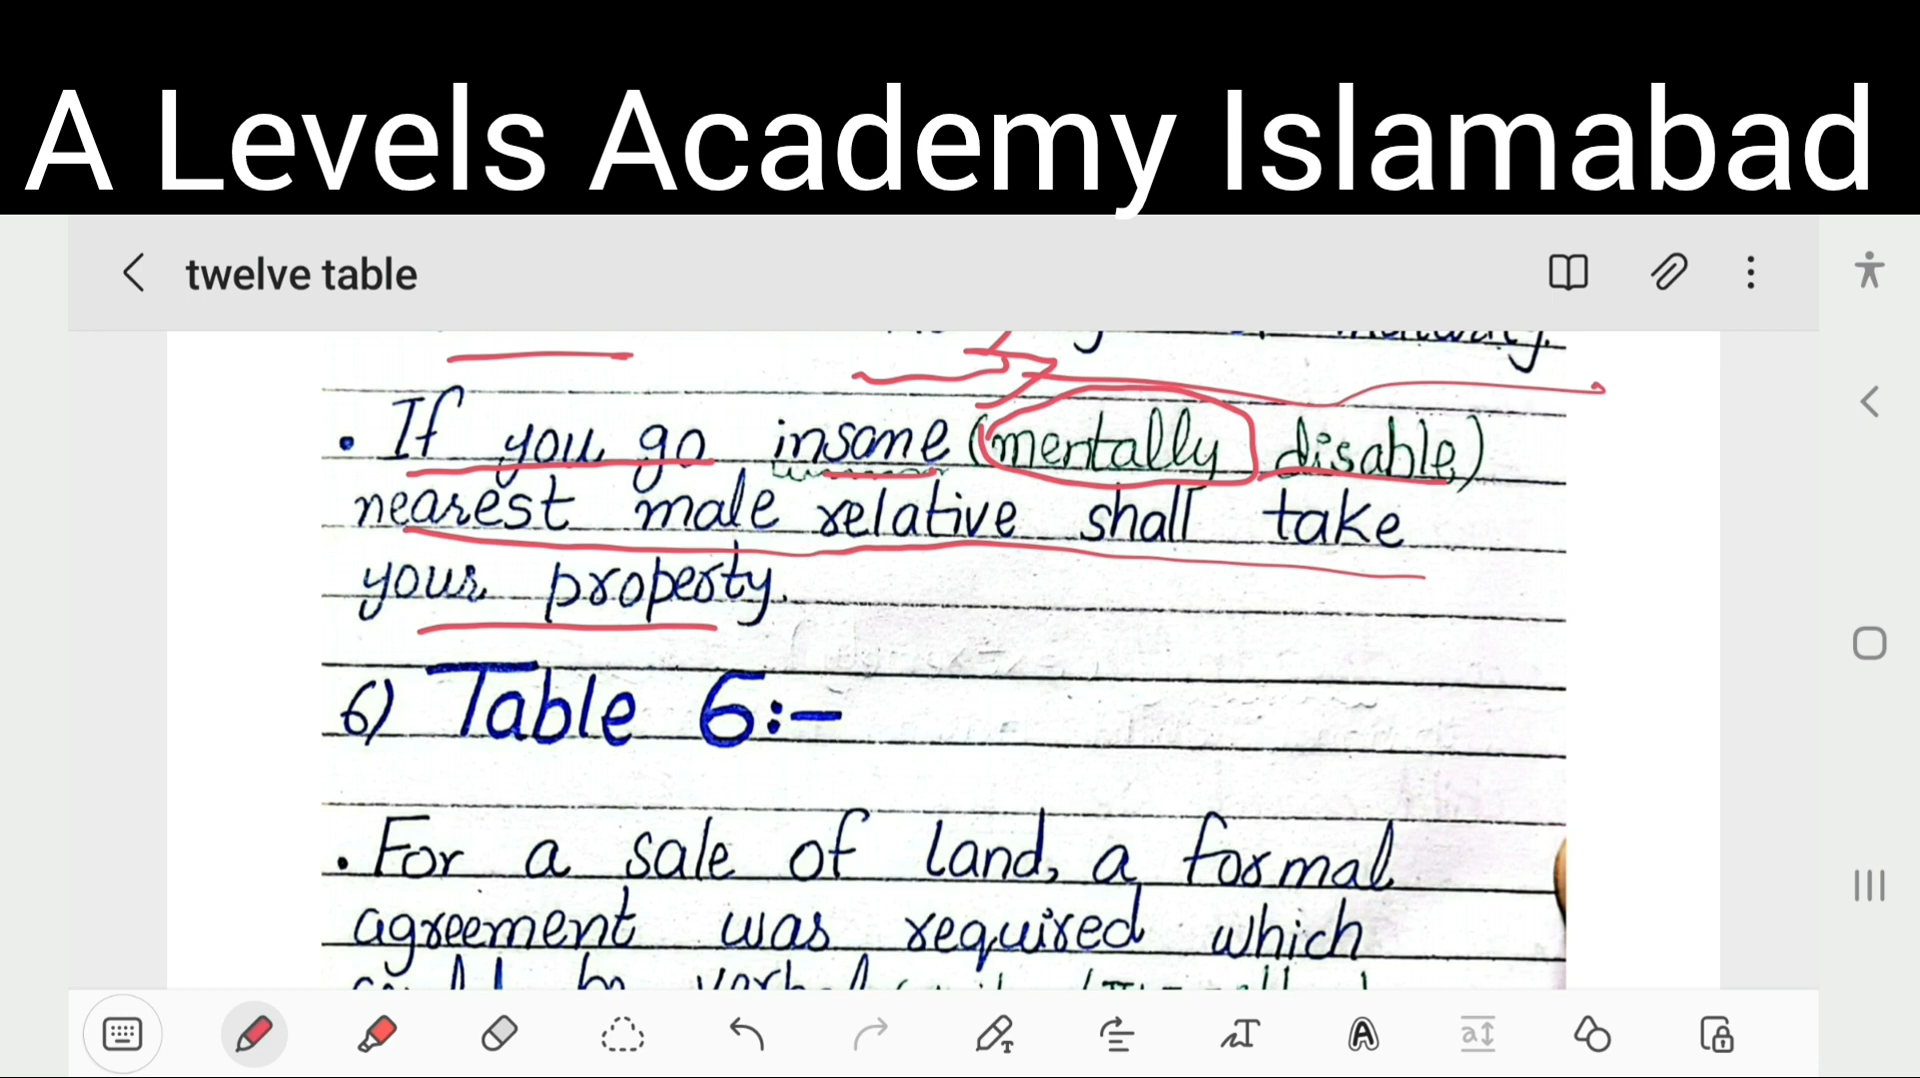 A Levels Academy Islamabad
twelve table
. If you go insane (mentally disable)
nearest male relative shall take
your property.
6) Table 6:-
. For a sale of land, a formal
agreement was required which